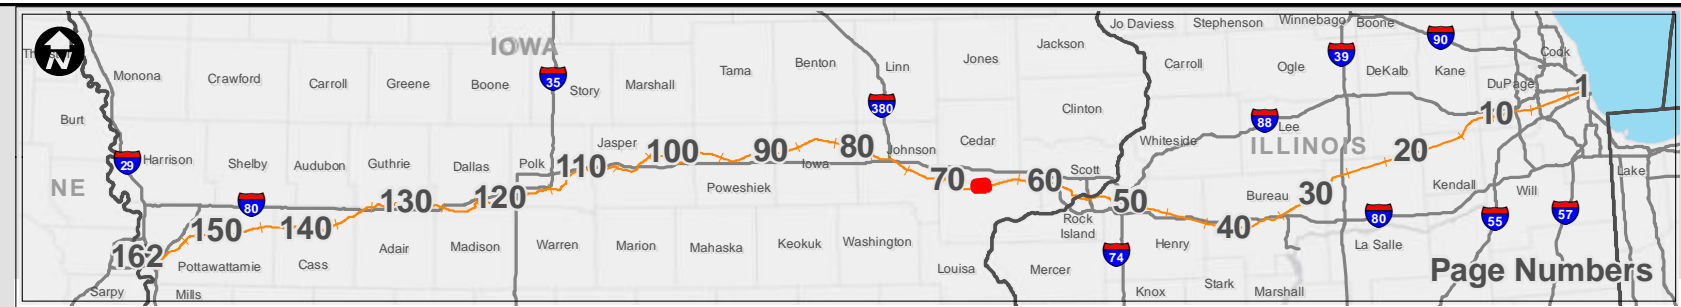 N
IOWA
Jo Daviess
Stephenson
Winnebago
Boone
90
Cook
Jackson
39
Monona
Crawford
Carroll
Greene
Boone
35
Story
Marshall
Tama
Benton
Linn
Jones
Carroll
Ogle
DeKalb
Kane
DuPage
1
Burt
380
Clinton
10
88
Lee
Whiteside
ILLINOIS
20
29
Harrison
Shelby
Audubon
Guthrie
Dallas
Polk
Jasper
110
100
90
80
Iowa
Johnson
Cedar
Scott
NE
80
130
120
Poweshiek
70
60
50
Bureau
30
Kendall
Will
Lake
150
140
162
Pottawattamie
Cass
Adair
Madison
Warren
Marion
Mahaska
Keokuk
Washington
Louisa
Rock
Island
Mercer
74
Henry
40
La Salle
80
55
57
Sarpy
Mills
Knox
Stark
Marshall
Page Numbers